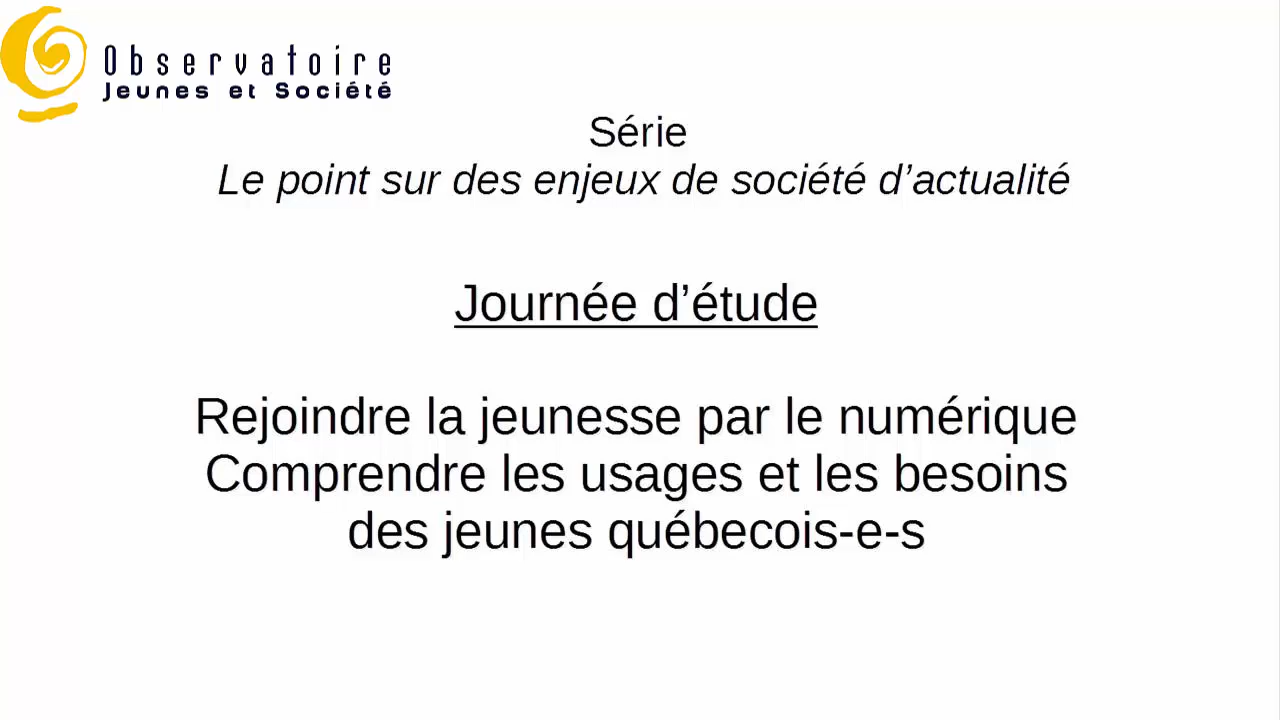 Observatoire
Jeunes et Société
Série
Le point sur des enjeux de société d’actualité
Journée d’étude
Rejoindre la jeunesse par le numérique
Comprendre les usages et les besoins
des jeunes québecois-e-s